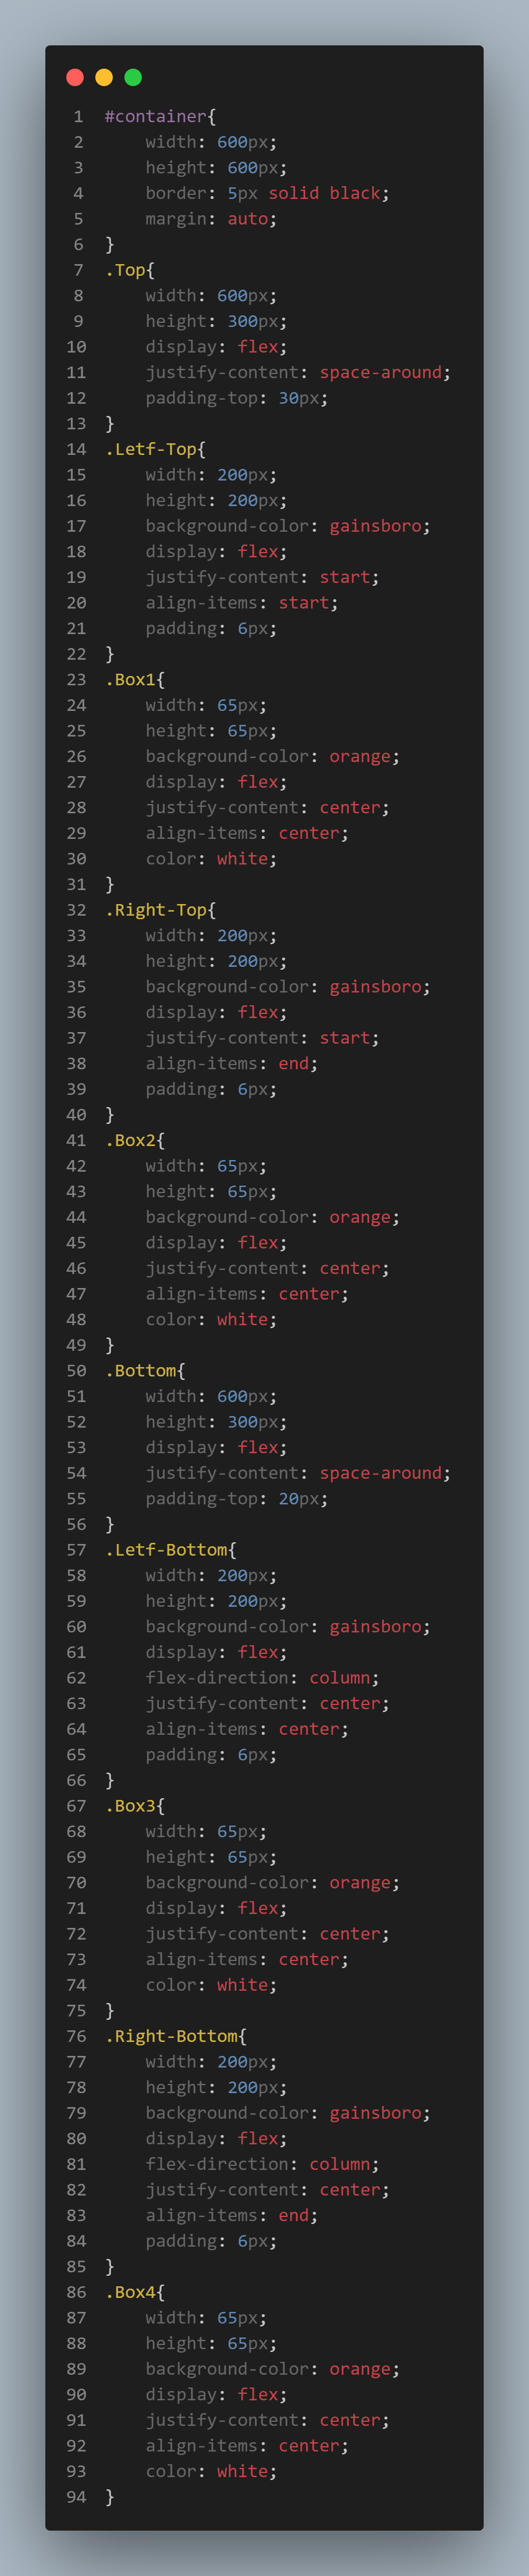 1 #container{
2     width: 600px;
3     height: 600px;
4     border: 5px solid black;
5     margin: auto;
6 }
7 .Top{
8     width: 600px;
9     height: 300px;
10     display: flex;
11     justify-content: space-around;
12     padding-top: 30px;
13 }
14 .Letf-Top{
15     width: 200px;
16     height: 200px;
17     background-color: gainsboro;
18     display: flex;
19     justify-content: start;
20     align-items: start;
21     padding: 6px;
22 }
23 .Box1{
24     width: 65px;
25     height: 65px;
26     background-color: orange;
27     display: flex;
28     justify-content: center;
29     align-items: center;
30     color: white;
31 }
32 .Right-Top{
33     width: 200px;
34     height: 200px;
35     background-color: gainsboro;
36     display: flex;
37     justify-content: start;
38     align-items: end;
39     padding: 6px;
40 }
41 .Box2{
42     width: 65px;
43     height: 65px;
44     background-color: orange;
45     display: flex;
46     justify-content: center;
47     align-items: center;
48     color: white;
49 }
50 .Bottom{
51     width: 600px;
52     height: 300px;
53     display: flex;
54     justify-content: space-around;
55     padding-top: 20px;
56 }
57 .Letf-Bottom{
58     width: 200px;
59     height: 200px;
60     background-color: gainsboro;
61     display: flex;
62     flex-direction: column;
63     justify-content: center;
64     align-items: center;
65     padding: 6px;
66 }
67 .Box3{
68     width: 65px;
69     height: 65px;
70     background-color: orange;
71     display: flex;
72     justify-content: center;
73     align-items: center;
74     color: white;
75 }
76 .Right-Bottom{
77     width: 200px;
78     height: 200px;
79     background-color: gainsboro;
80     display: flex;
81     flex-direction: column;
82     justify-content: center;
83     align-items: end;
84     padding: 6px;
85 }
86 .Box4{
87     width: 65px;
88     height: 65px;
89     background-color: orange;
90     display: flex;
91     justify-content: center;
92     align-items: center;
93     color: white;
94 }